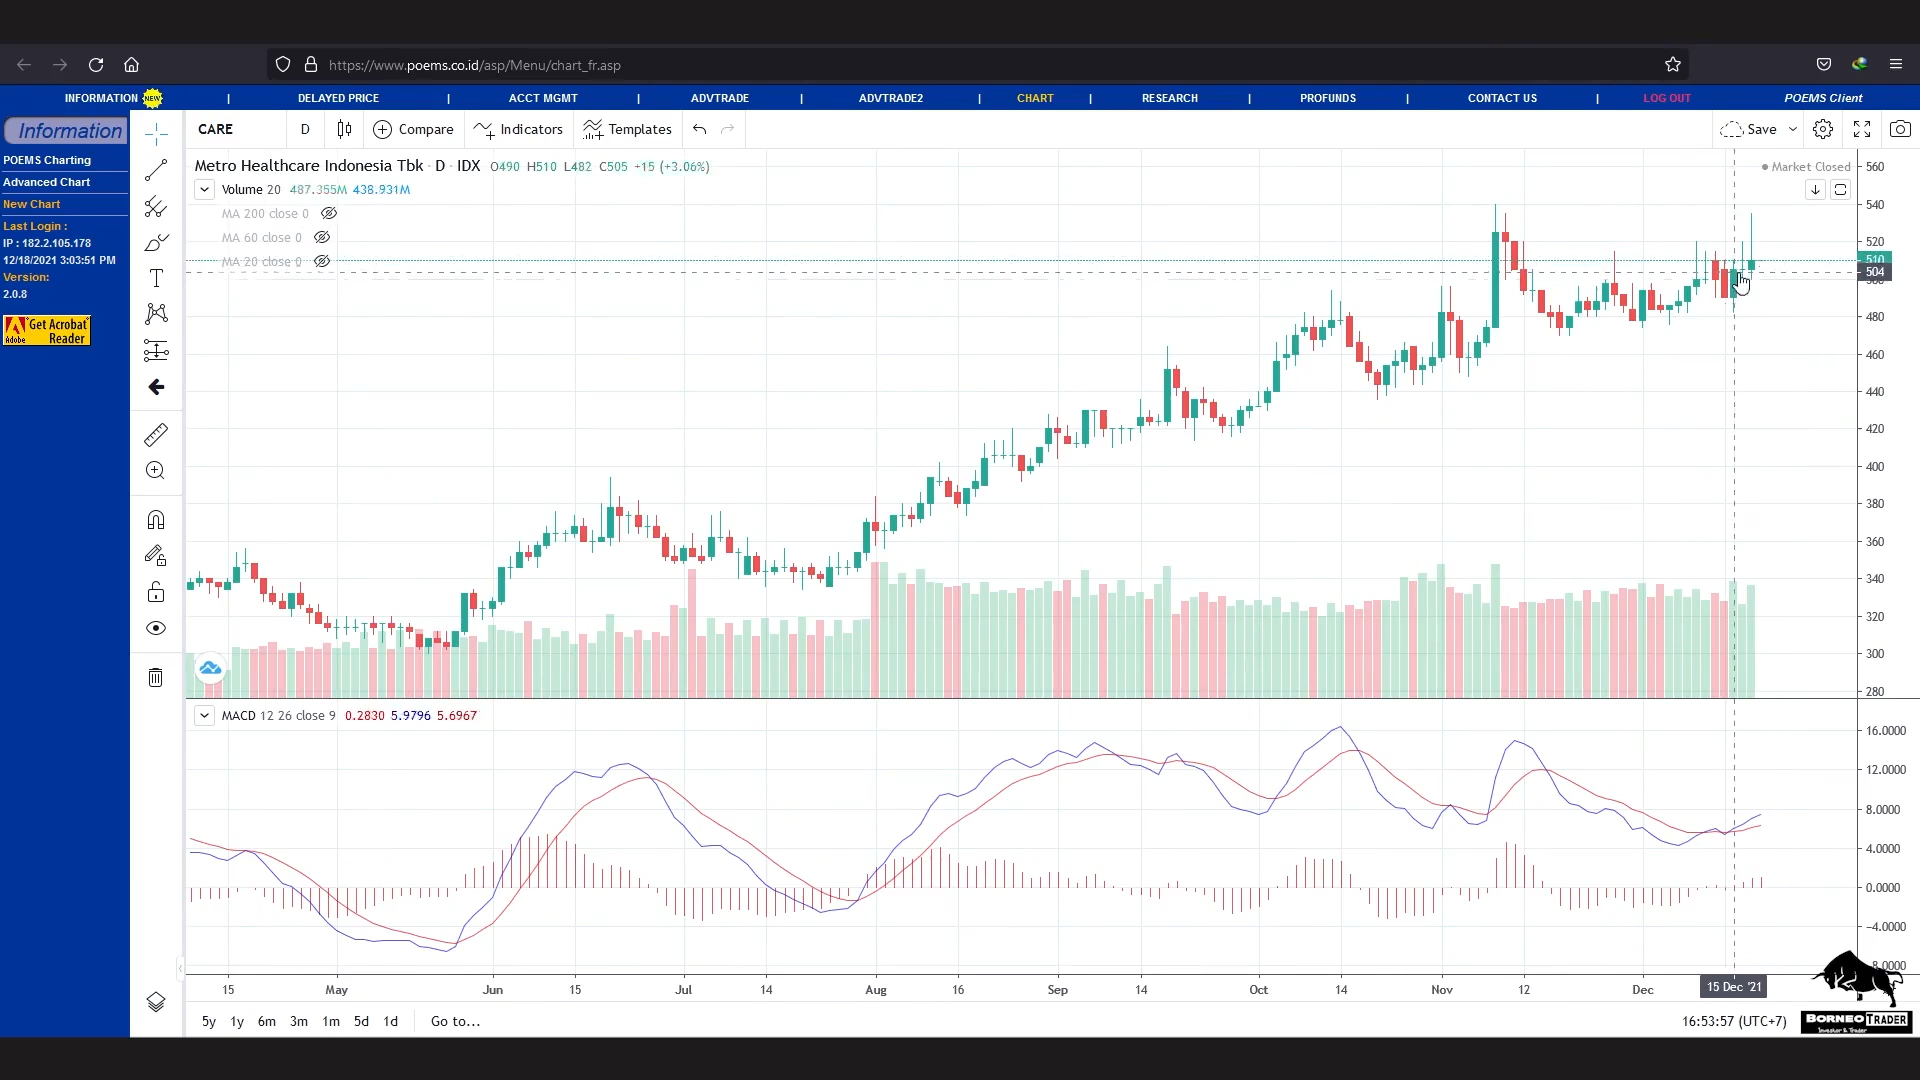 https://www.poems.co.id/asp/Menu/chart_fr.asp
INFORMATION NEW | DELAYED PRICE | ACCT MGMT | ADVTRADE | ADVTRADE2 | CHART | RESEARCH | PROFUNDS | CONTACT US | LOG OUT POEMS Client
Information
POEMS Charting
Advanced Chart
New Chart
Last Login :
IP : 182.2.105.178
12/18/2021 3:03:51 PM
Version:
2.0.8
Get Acrobat
Adobe Reader
CARE D Compare Indicators Templates Save
Metro Healthcare Indonesia Tbk · D · IDX O490 H510 L482 C505 +15 (+3.06%)
Market Closed
Volume 20 487.355M 438.931M
MA 200 close 0
MA 60 close 0
MA 20 close 0
560
540
520
510
504
480
460
440
420
400
380
360
340
320
300
280
MACD 12 26 close 9 0.2830 5.9796 5.6967
16.0000
12.0000
8.0000
4.0000
0.0000
−4.0000
15 May Jun 15 Jul 14 Aug 16 Sep 14 Oct 14 Nov 12 Dec 15 Dec '21
5y 1y 6m 3m 1m 5d 1d Go to...
16:53:57 (UTC+7)
BORNEO TRADER
Investor & Trader